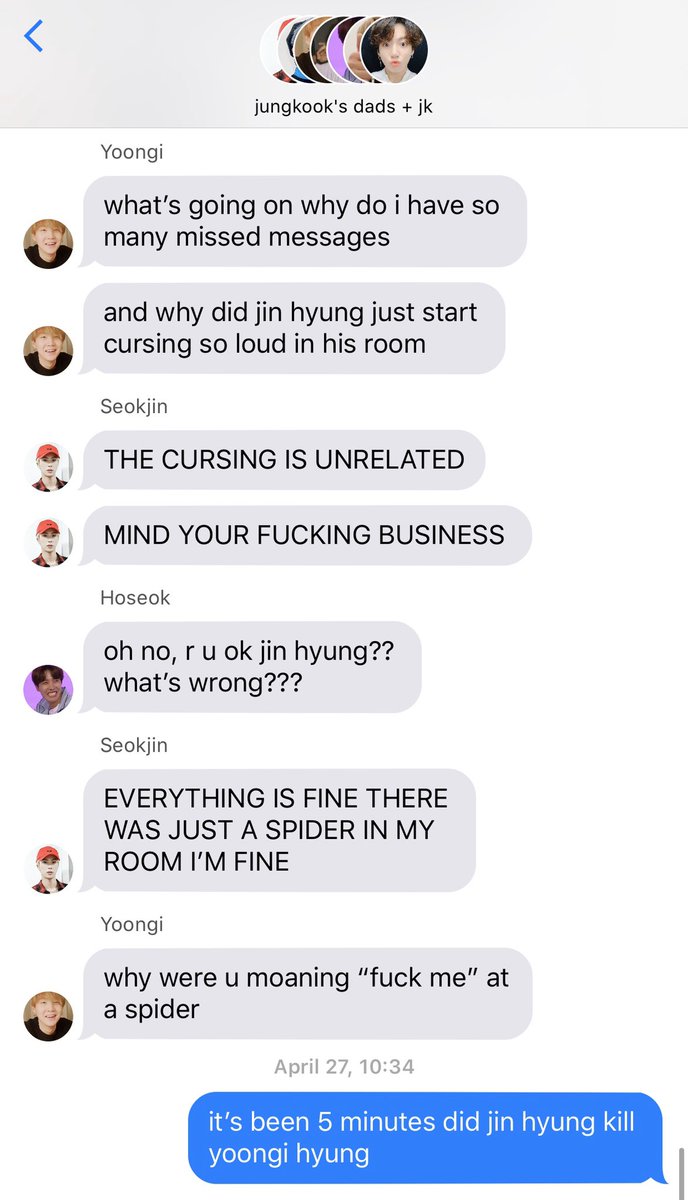 jungkook's dads + jk
Yoongi
what’s going on why do i have so
many missed messages
and why did jin hyung just start
cursing so loud in his room
Seokjin
THE CURSING IS UNRELATED
MIND YOUR FUCKING BUSINESS
Hoseok
oh no, r u ok jin hyung??
what’s wrong???
Seokjin
EVERYTHING IS FINE THERE
WAS JUST A SPIDER IN MY
ROOM I’M FINE
Yoongi
why were u moaning “fuck me” at
a spider
April 27, 10:34
it’s been 5 minutes did jin hyung kill
yoongi hyung